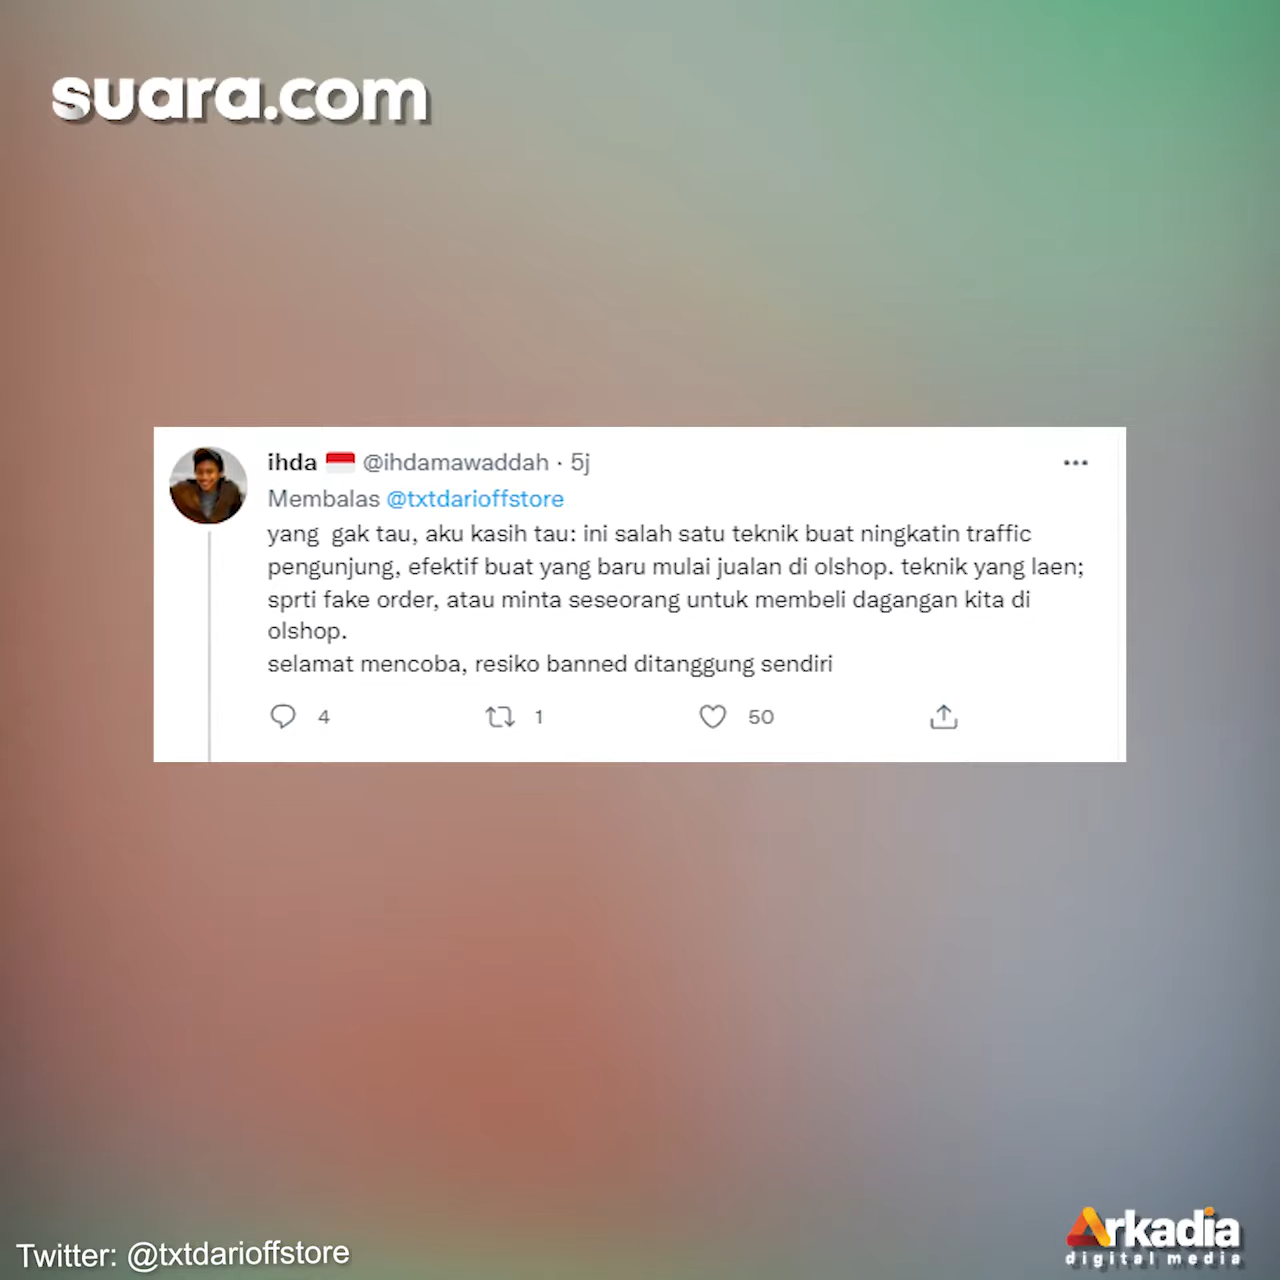 suara.com
ihda @ihdamawaddah · 5j
Membalas @txtdarioffstore
yang gak tau, aku kasih tau: ini salah satu teknik buat ningkatin traffic
pengunjung, efektif buat yang baru mulai jualan di olshop. teknik yang laen;
sprti fake order, atau minta seseorang untuk membeli dagangan kita di
olshop.
selamat mencoba, resiko banned ditanggung sendiri
4 1 50
Twitter: @txtdarioffstore
Arkadia
digital media